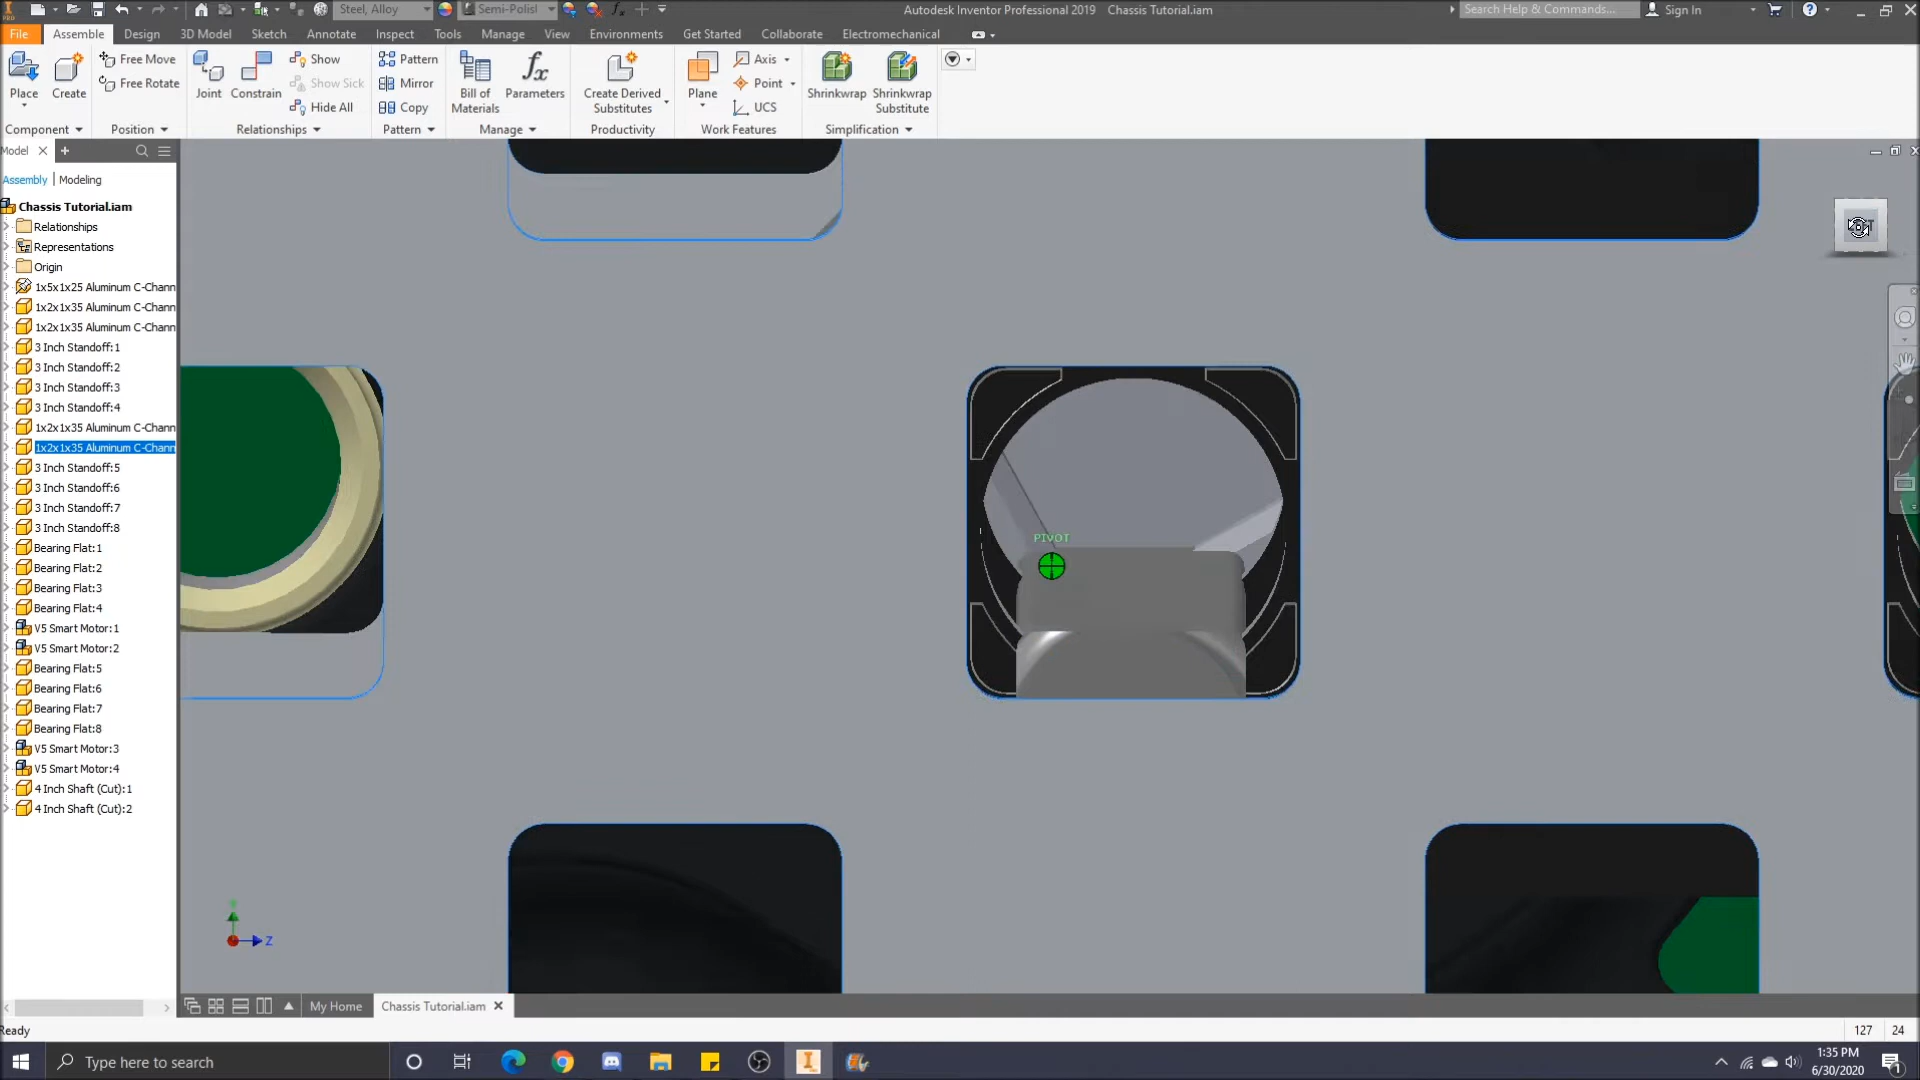 Steel, Alloy
Semi-Polisl
Autodesk Inventor Professional 2019 Chassis Tutorial.iam
Search Help & Commands...
Sign In
File Assemble Design 3D Model Sketch Annotate Inspect Tools Manage View Environments Get Started Collaborate Electromechanical
Place
Create
Free Move
Free Rotate
Joint
Constrain
Show
Show Sick
Hide All
Pattern
Mirror
Copy
Bill of
Materials
Parameters
Create Derived
Substitutes
Plane
Axis
Point
UCS
Shrinkwrap
Shrinkwrap
Substitute
Component Position Relationships Pattern Manage Productivity Work Features Simplification
Model
Assembly Modeling
Chassis Tutorial.iam
Relationships
Representations
Origin
1x5x1x25 Aluminum C-Chann
1x2x1x35 Aluminum C-Chann
1x2x1x35 Aluminum C-Chann
3 Inch Standoff:1
3 Inch Standoff:2
3 Inch Standoff:3
3 Inch Standoff:4
1x2x1x35 Aluminum C-Chann
1x2x1x35 Aluminum C-Chann
3 Inch Standoff:5
3 Inch Standoff:6
3 Inch Standoff:7
3 Inch Standoff:8
Bearing Flat:1
Bearing Flat:2
Bearing Flat:3
Bearing Flat:4
V5 Smart Motor:1
V5 Smart Motor:2
Bearing Flat:5
Bearing Flat:6
Bearing Flat:7
Bearing Flat:8
V5 Smart Motor:3
V5 Smart Motor:4
4 Inch Shaft (Cut):1
4 Inch Shaft (Cut):2
PIVOT
Z
My Home
Chassis Tutorial.iam
Ready
127 24
Type here to search
1:35 PM
6/30/2020